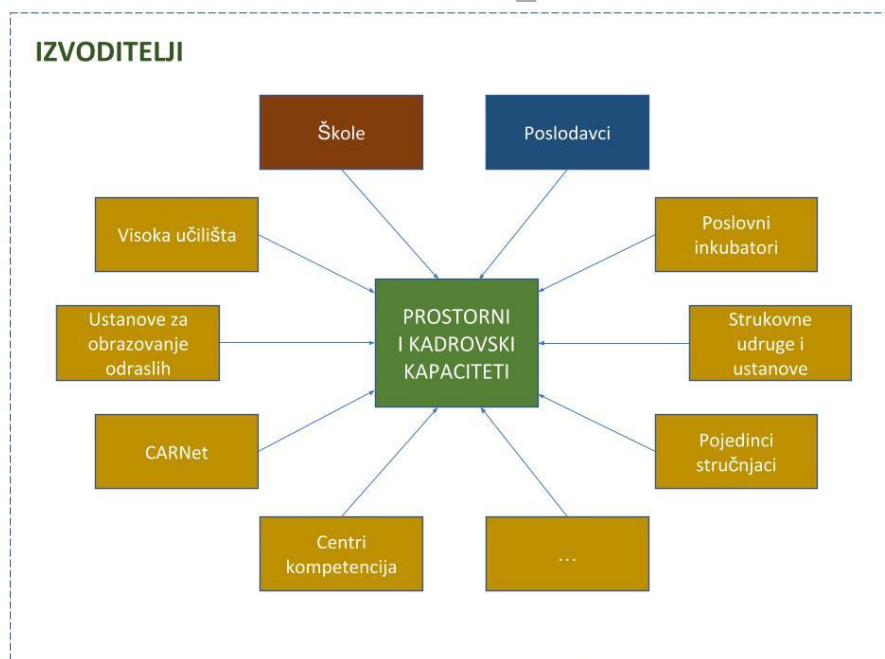 IZVODITELJI
Škole
Poslodavci
Visoka učilišta
Poslovni
inkubatori
Ustanove za
obrazovanje
odraslih
PROSTORNI
I KADROVSKI
KAPACITETI
Strukovne
udruge i
ustanove
CARNet
Pojedinci
stručnjaci
Centri
kompetencija
...